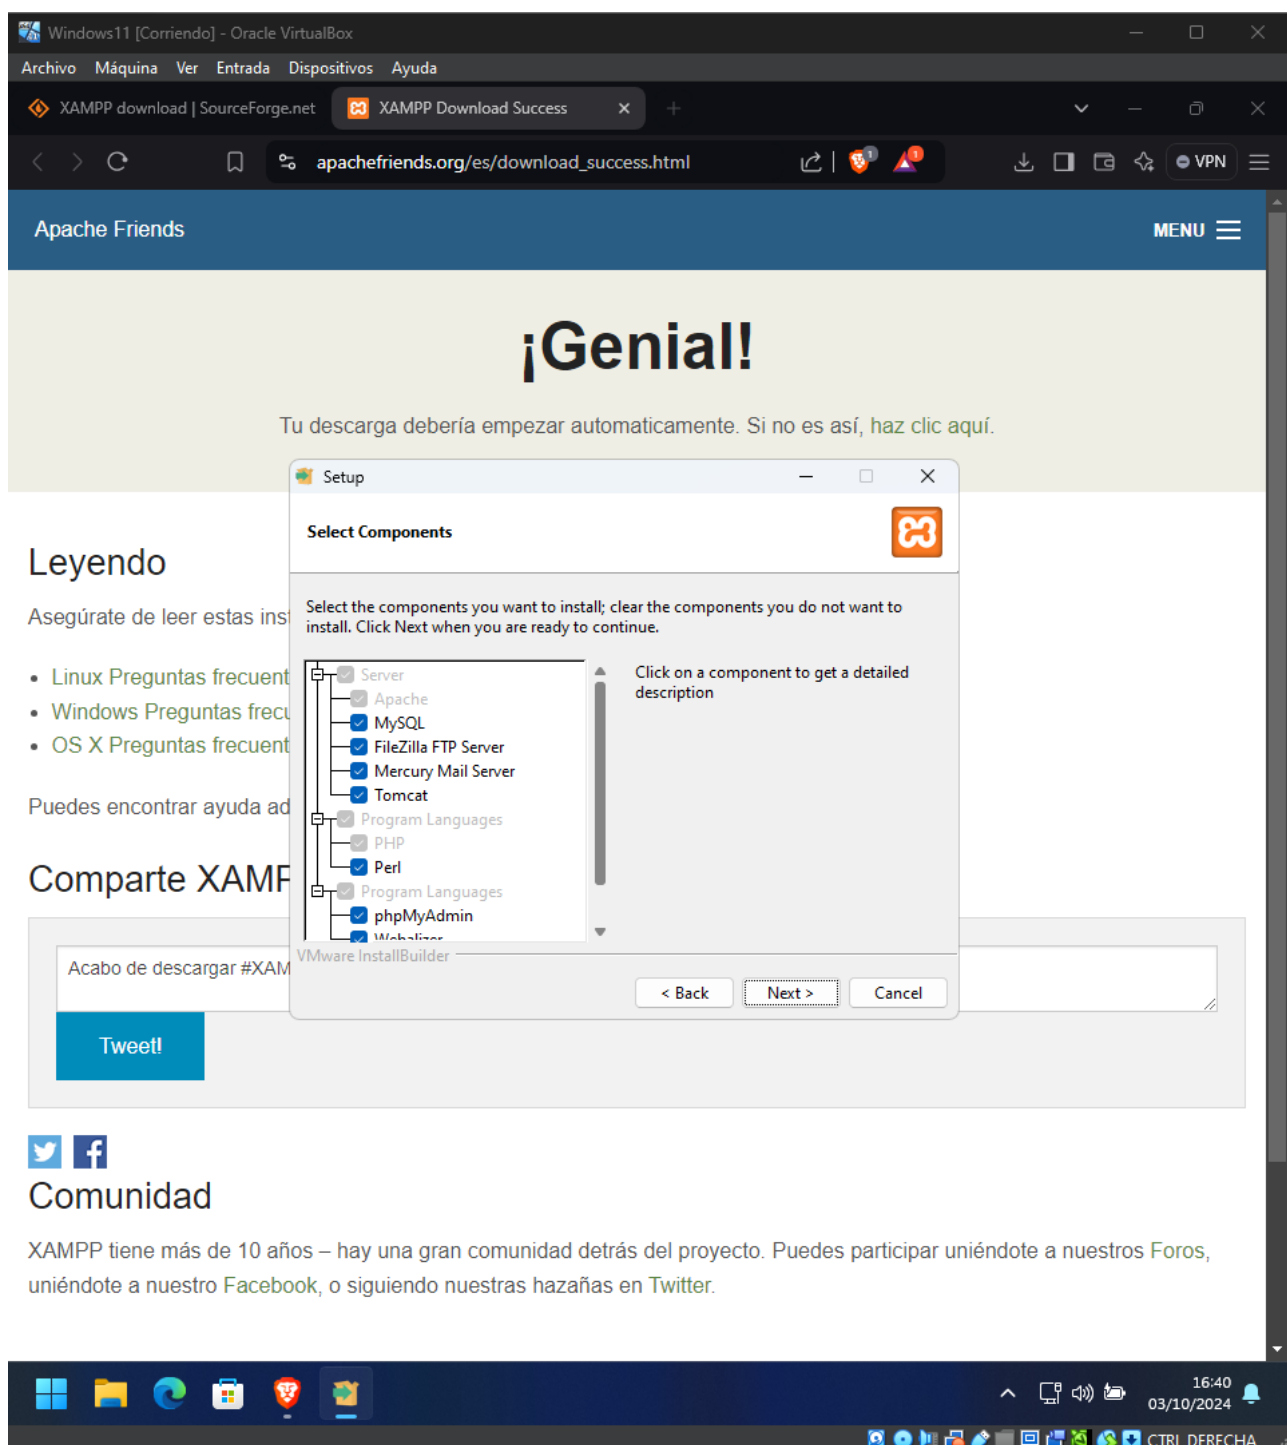 Windows11 [Corriendo] - Oracle VirtualBox
Archivo Máquina Ver Entrada Dispositivos Ayuda
XAMPP download | SourceForge.net
XAMPP Download Success
apachefriends.org/es/download_success.html
1
1
VPN
Apache Friends
MENU
¡Genial!
Tu descarga debería empezar automaticamente. Si no es así, haz clic aquí.
Setup
Select Components
Select the components you want to install; clear the components you do not want to
install. Click Next when you are ready to continue.
Server
Apache
MySQL
FileZilla FTP Server
Mercury Mail Server
Tomcat
Program Languages
PHP
Perl
Program Languages
phpMyAdmin
Webalizer
Click on a component to get a detailed
description
VMware InstallBuilder
< Back
Next >
Cancel
Leyendo
Asegúrate de leer estas inst
Linux Preguntas frecuent
Windows Preguntas frecu
OS X Preguntas frecuent
Puedes encontrar ayuda ad
Comparte XAMP
Acabo de descargar #XAM
Tweet!
Comunidad
XAMPP tiene más de 10 años – hay una gran comunidad detrás del proyecto. Puedes participar uniéndote a nuestros Foros,
uniéndote a nuestro Facebook, o siguiendo nuestras hazañas en Twitter.
16:40
03/10/2024
CTRL DERECHA